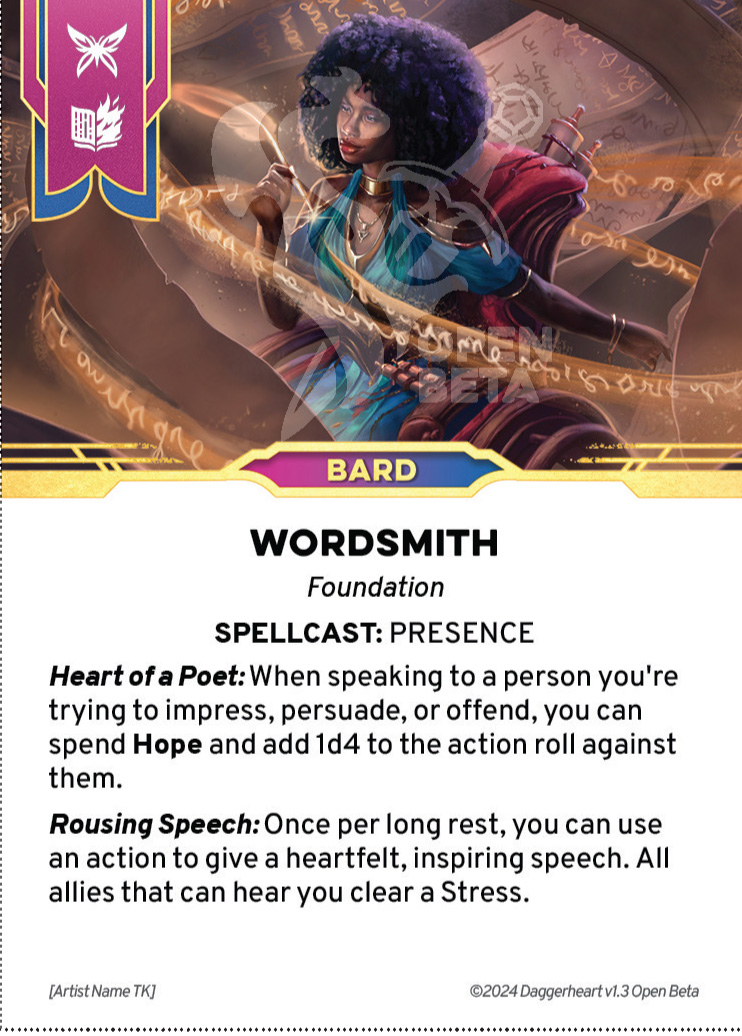 OPEN
BETA
BARD
WORDSMITH
Foundation
SPELLCAST: PRESENCE
Heart of a Poet: When speaking to a person you're
trying to impress, persuade, or offend, you can
spend Hope and add 1d4 to the action roll against
them.
Rousing Speech: Once per long rest, you can use
an action to give a heartfelt, inspiring speech. All
allies that can hear you clear a Stress.
[Artist Name TK]
©2024 Daggerheart v1.3 Open Beta